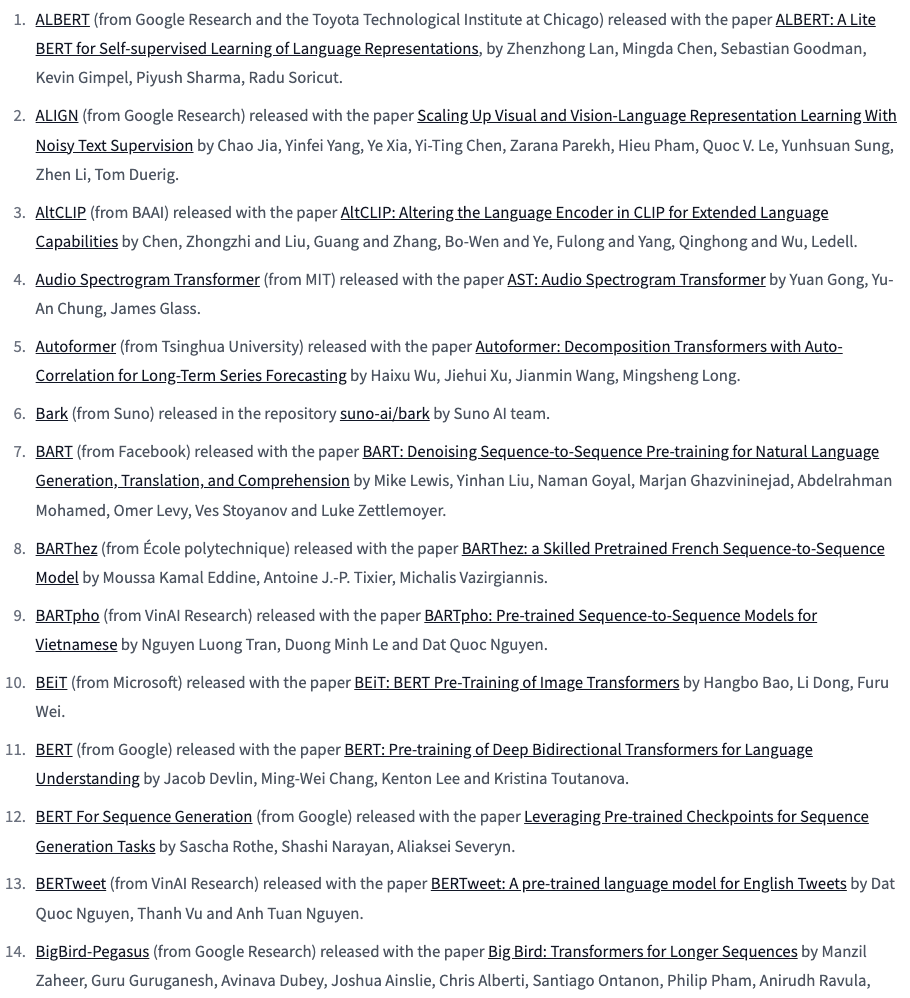 1. ALBERT (from Google Research and the Toyota Technological Institute at Chicago) released with the paper ALBERT: A Lite
BERT for Self-supervised Learning of Language Representations, by Zhenzhong Lan, Mingda Chen, Sebastian Goodman,
Kevin Gimpel, Piyush Sharma, Radu Soricut.
2. ALIGN (from Google Research) released with the paper Scaling Up Visual and Vision-Language Representation Learning With
Noisy Text Supervision by Chao Jia, Yinfei Yang, Ye Xia, Yi-Ting Chen, Zarana Parekh, Hieu Pham, Quoc V. Le, Yunhsuan Sung,
Zhen Li, Tom Duerig.
3. AltCLIP (from BAAI) released with the paper AltCLIP: Altering the Language Encoder in CLIP for Extended Language
Capabilities by Chen, Zhongzhi and Liu, Guang and Zhang, Bo-Wen and Ye, Fulong and Yang, Qinghong and Wu, Ledell.
4. Audio Spectrogram Transformer (from MIT) released with the paper AST: Audio Spectrogram Transformer by Yuan Gong, Yu-
An Chung, James Glass.
5. Autoformer (from Tsinghua University) released with the paper Autoformer: Decomposition Transformers with Auto-
Correlation for Long-Term Series Forecasting by Haixu Wu, Jiehui Xu, Jianmin Wang, Mingsheng Long.
6. Bark (from Suno) released in the repository suno-ai/bark by Suno AI team.
7. BART (from Facebook) released with the paper BART: Denoising Sequence-to-Sequence Pre-training for Natural Language
Generation, Translation, and Comprehension by Mike Lewis, Yinhan Liu, Naman Goyal, Marjan Ghazvininejad, Abdelrahman
Mohamed, Omer Levy, Ves Stoyanov and Luke Zettlemoyer.
8. BARThez (from École polytechnique) released with the paper BARThez: a Skilled Pretrained French Sequence-to-Sequence
Model by Moussa Kamal Eddine, Antoine J.-P. Tixier, Michalis Vazirgiannis.
9. BARTpho (from VinAI Research) released with the paper BARTpho: Pre-trained Sequence-to-Sequence Models for
Vietnamese by Nguyen Luong Tran, Duong Minh Le and Dat Quoc Nguyen.
10. BEiT (from Microsoft) released with the paper BEiT: BERT Pre-Training of Image Transformers by Hangbo Bao, Li Dong, Furu
Wei.
11. BERT (from Google) released with the paper BERT: Pre-training of Deep Bidirectional Transformers for Language
Understanding by Jacob Devlin, Ming-Wei Chang, Kenton Lee and Kristina Toutanova.
12. BERT For Sequence Generation (from Google) released with the paper Leveraging Pre-trained Checkpoints for Sequence
Generation Tasks by Sascha Rothe, Shashi Narayan, Aliaksei Severyn.
13. BERTweet (from VinAI Research) released with the paper BERTweet: A pre-trained language model for English Tweets by Dat
Quoc Nguyen, Thanh Vu and Anh Tuan Nguyen.
14. BigBird-Pegasus (from Google Research) released with the paper Big Bird: Transformers for Longer Sequences by Manzil
Zaheer, Guru Guruganesh, Avinava Dubey, Joshua Ainslie, Chris Alberti, Santiago Ontanon, Philip Pham, Anirudh Ravula,